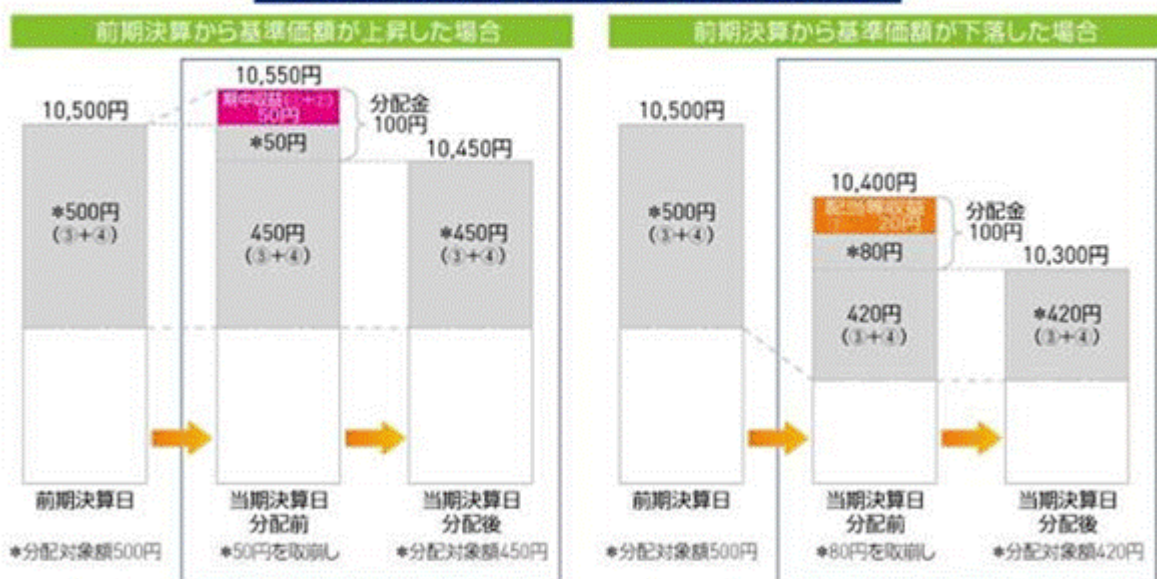 前期決算から基準価額が上昇した場合
10,500円
*500円
(③+④)
前期決算日
*分配対象額500円
10,550円
期中収益(①+②)
50円
*50円
450円
(③+④)
分配金
100円
当期決算日
分配前
*50円を取崩し
10,450円
*450円
(③+④)
当期決算日
分配後
*分配対象額450円
前期決算から基準価額が下落した場合
10,500円
*500円
(③+④)
前期決算日
*分配対象額500円
10,400円
配当等収益
① 20円
*80円
420円
(③+④)
分配金
100円
当期決算日
分配前
*80円を取崩し
10,300円
*420円
(③+④)
当期決算日
分配後
*分配対象額420円